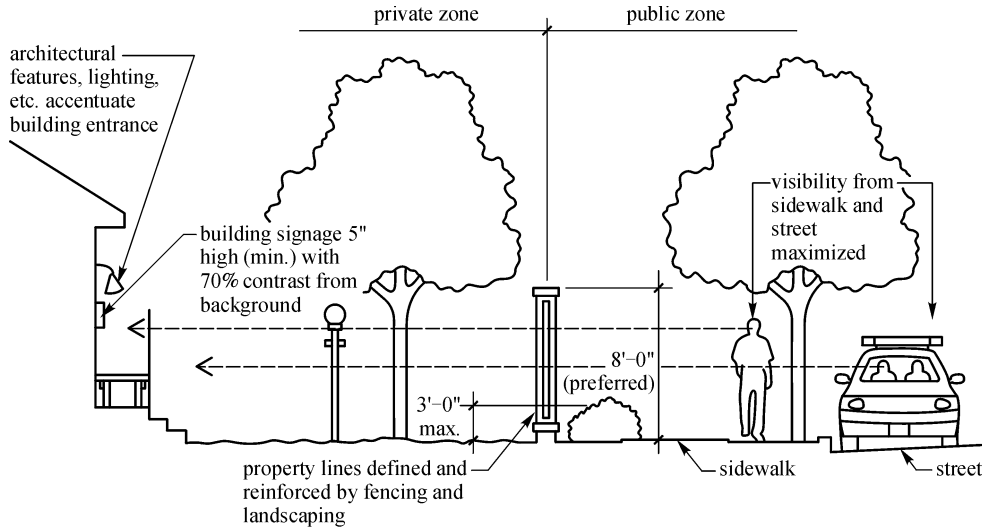 private zone
public zone
architectural
features, lighting,
etc. accentuate
building entrance
visibility from
sidewalk and
street
maximized
building signage 5"
high (min.) with
70% contrast from
background
8'–0"
(preferred)
3'–0"
max.
property lines defined and
reinforced by fencing and
landscaping
sidewalk
street